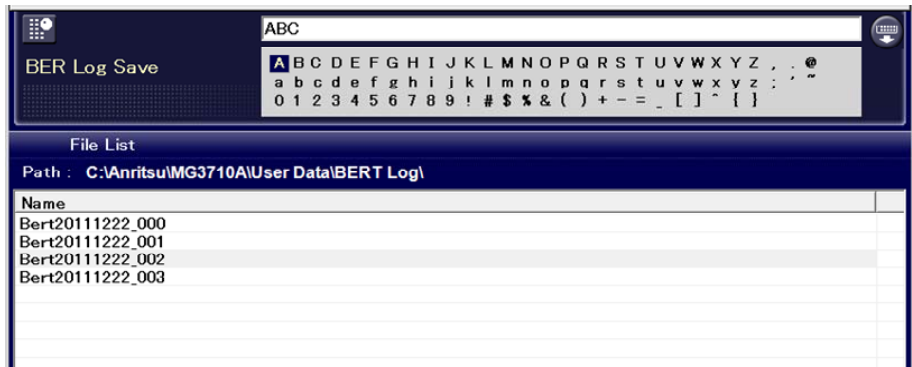 ABC
BER Log Save
A B C D E F G H I J K L M N O P Q R S T U V W X Y Z , . @
a b c d e f g h i j k l m n o p q r s t u v w x y z ; ´ ~
0 1 2 3 4 5 6 7 8 9 ! # $ % & ( ) + - = _ [ ] ^ { }
File List
Path : C:\Anritsu\MG3710A\User Data\BERT Log\
Name
Bert20111222_000
Bert20111222_001
Bert20111222_002
Bert20111222_003